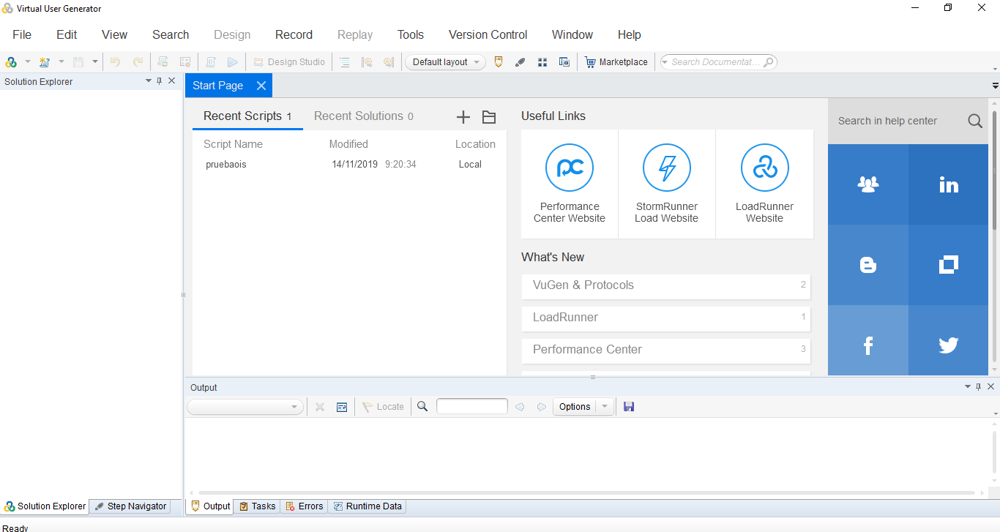 Virtual User Generator
File Edit View Search Design Record Replay Tools Version Control Window Help
Design Studio Default layout Marketplace Search Documentat...
Solution Explorer
Start Page
Recent Scripts 1 Recent Solutions 0
Script Name Modified Location
pruebaois 14/11/2019 9:20:34 Local
Useful Links
Performance
Center Website
StormRunner
Load Website
LoadRunner
Website
What's New
VuGen & Protocols 2
LoadRunner 1
Performance Center 3
Search in help center
in
f
Output
Locate Options
Solution Explorer Step Navigator
Output Tasks Errors Runtime Data
Ready